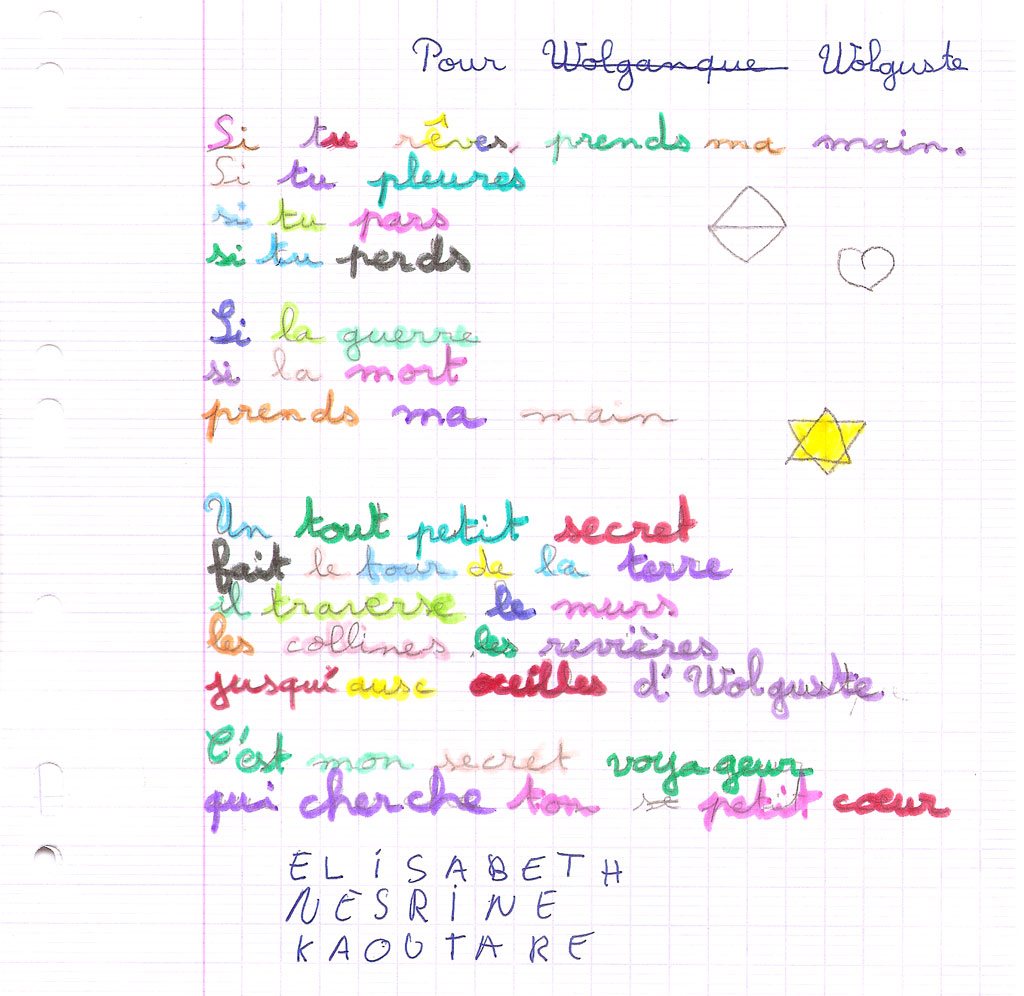 Pour Wolganque Wolguste
Si tu rêves, prends ma main.
Si tu pleures
si tu pars
si tu perds
Si la guerre
si la mort
prends ma main
Un tout petit secret
fait le tour de la terre
il traverse le murs
les collines les revières
jusqu'ausc oceilles d'Wolguste.
C'est mon secret voyageur
qui cherche ton se petit cœur
ELiSABETH
NESRiNE
KAOUTARE